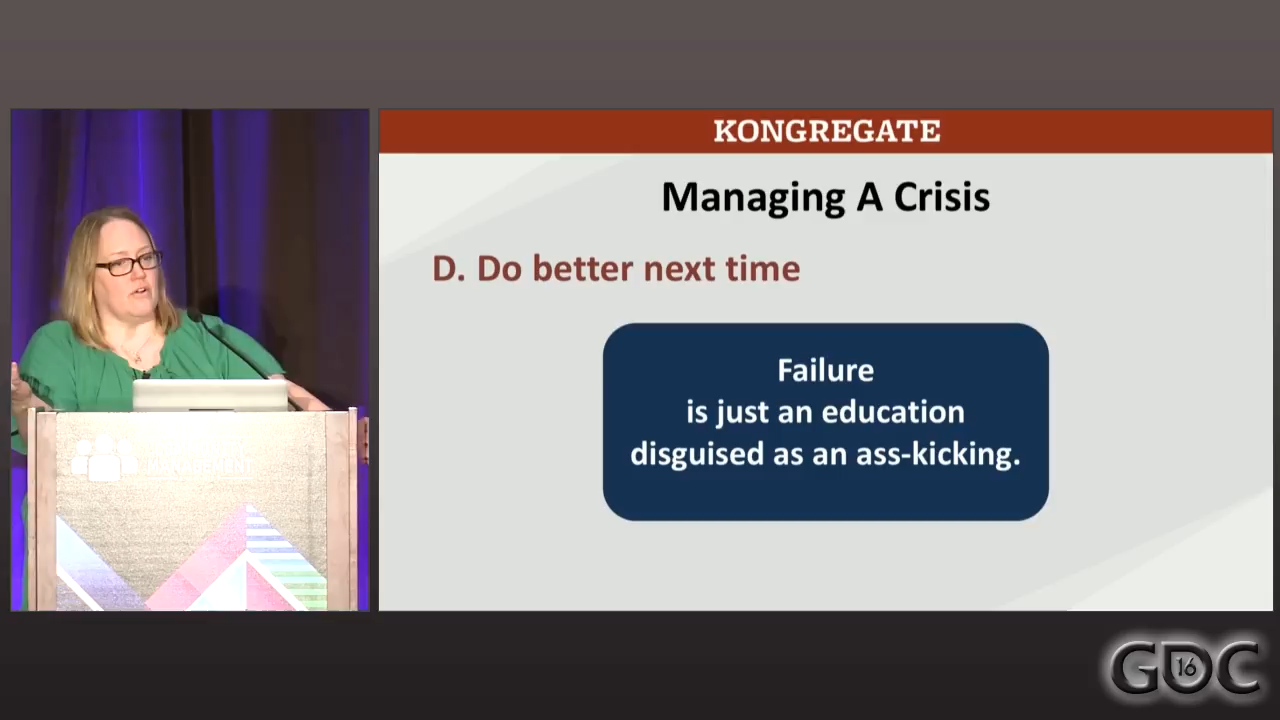 KONGREGATE
Managing A Crisis
D. Do better next time
Failure
is just an education
disguised as an ass-kicking.
MANAGEMENT
GDC
16